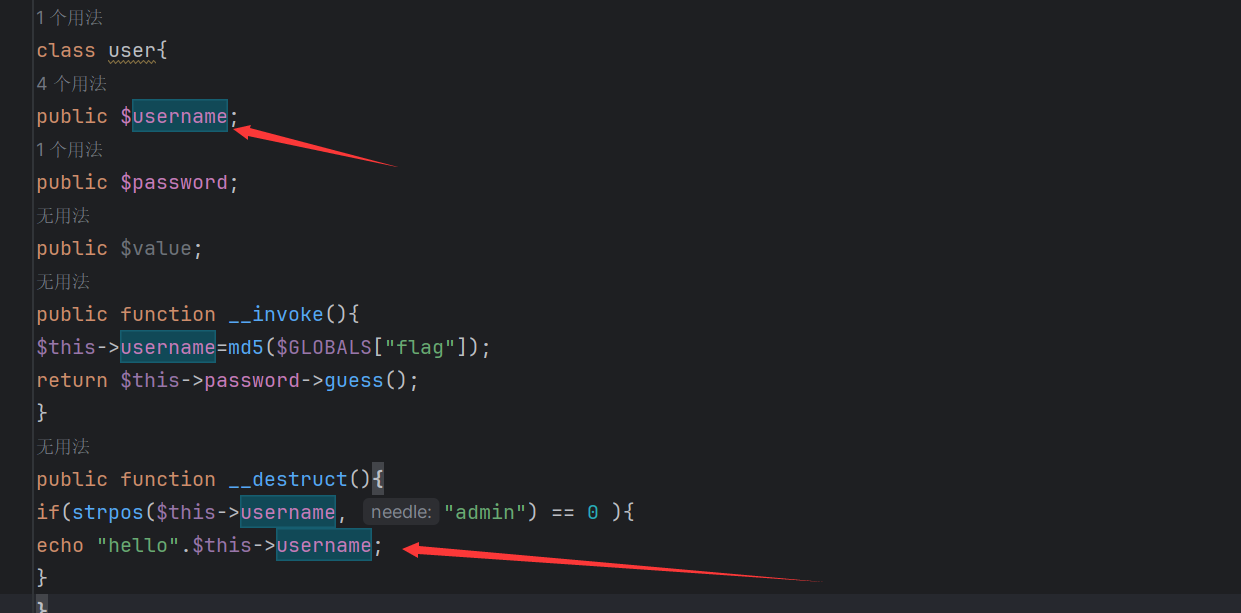 1 个用法
class user{
4 个用法
public $username;
1 个用法
public $password;
无用法
public $value;
无用法
public function __invoke(){
$this->username=md5($GLOBALS["flag"]);
return $this->password->guess();
}
无用法
public function __destruct(){
if(strpos($this->username, needle: "admin") == 0 ){
echo "hello".$this->username;
}
}